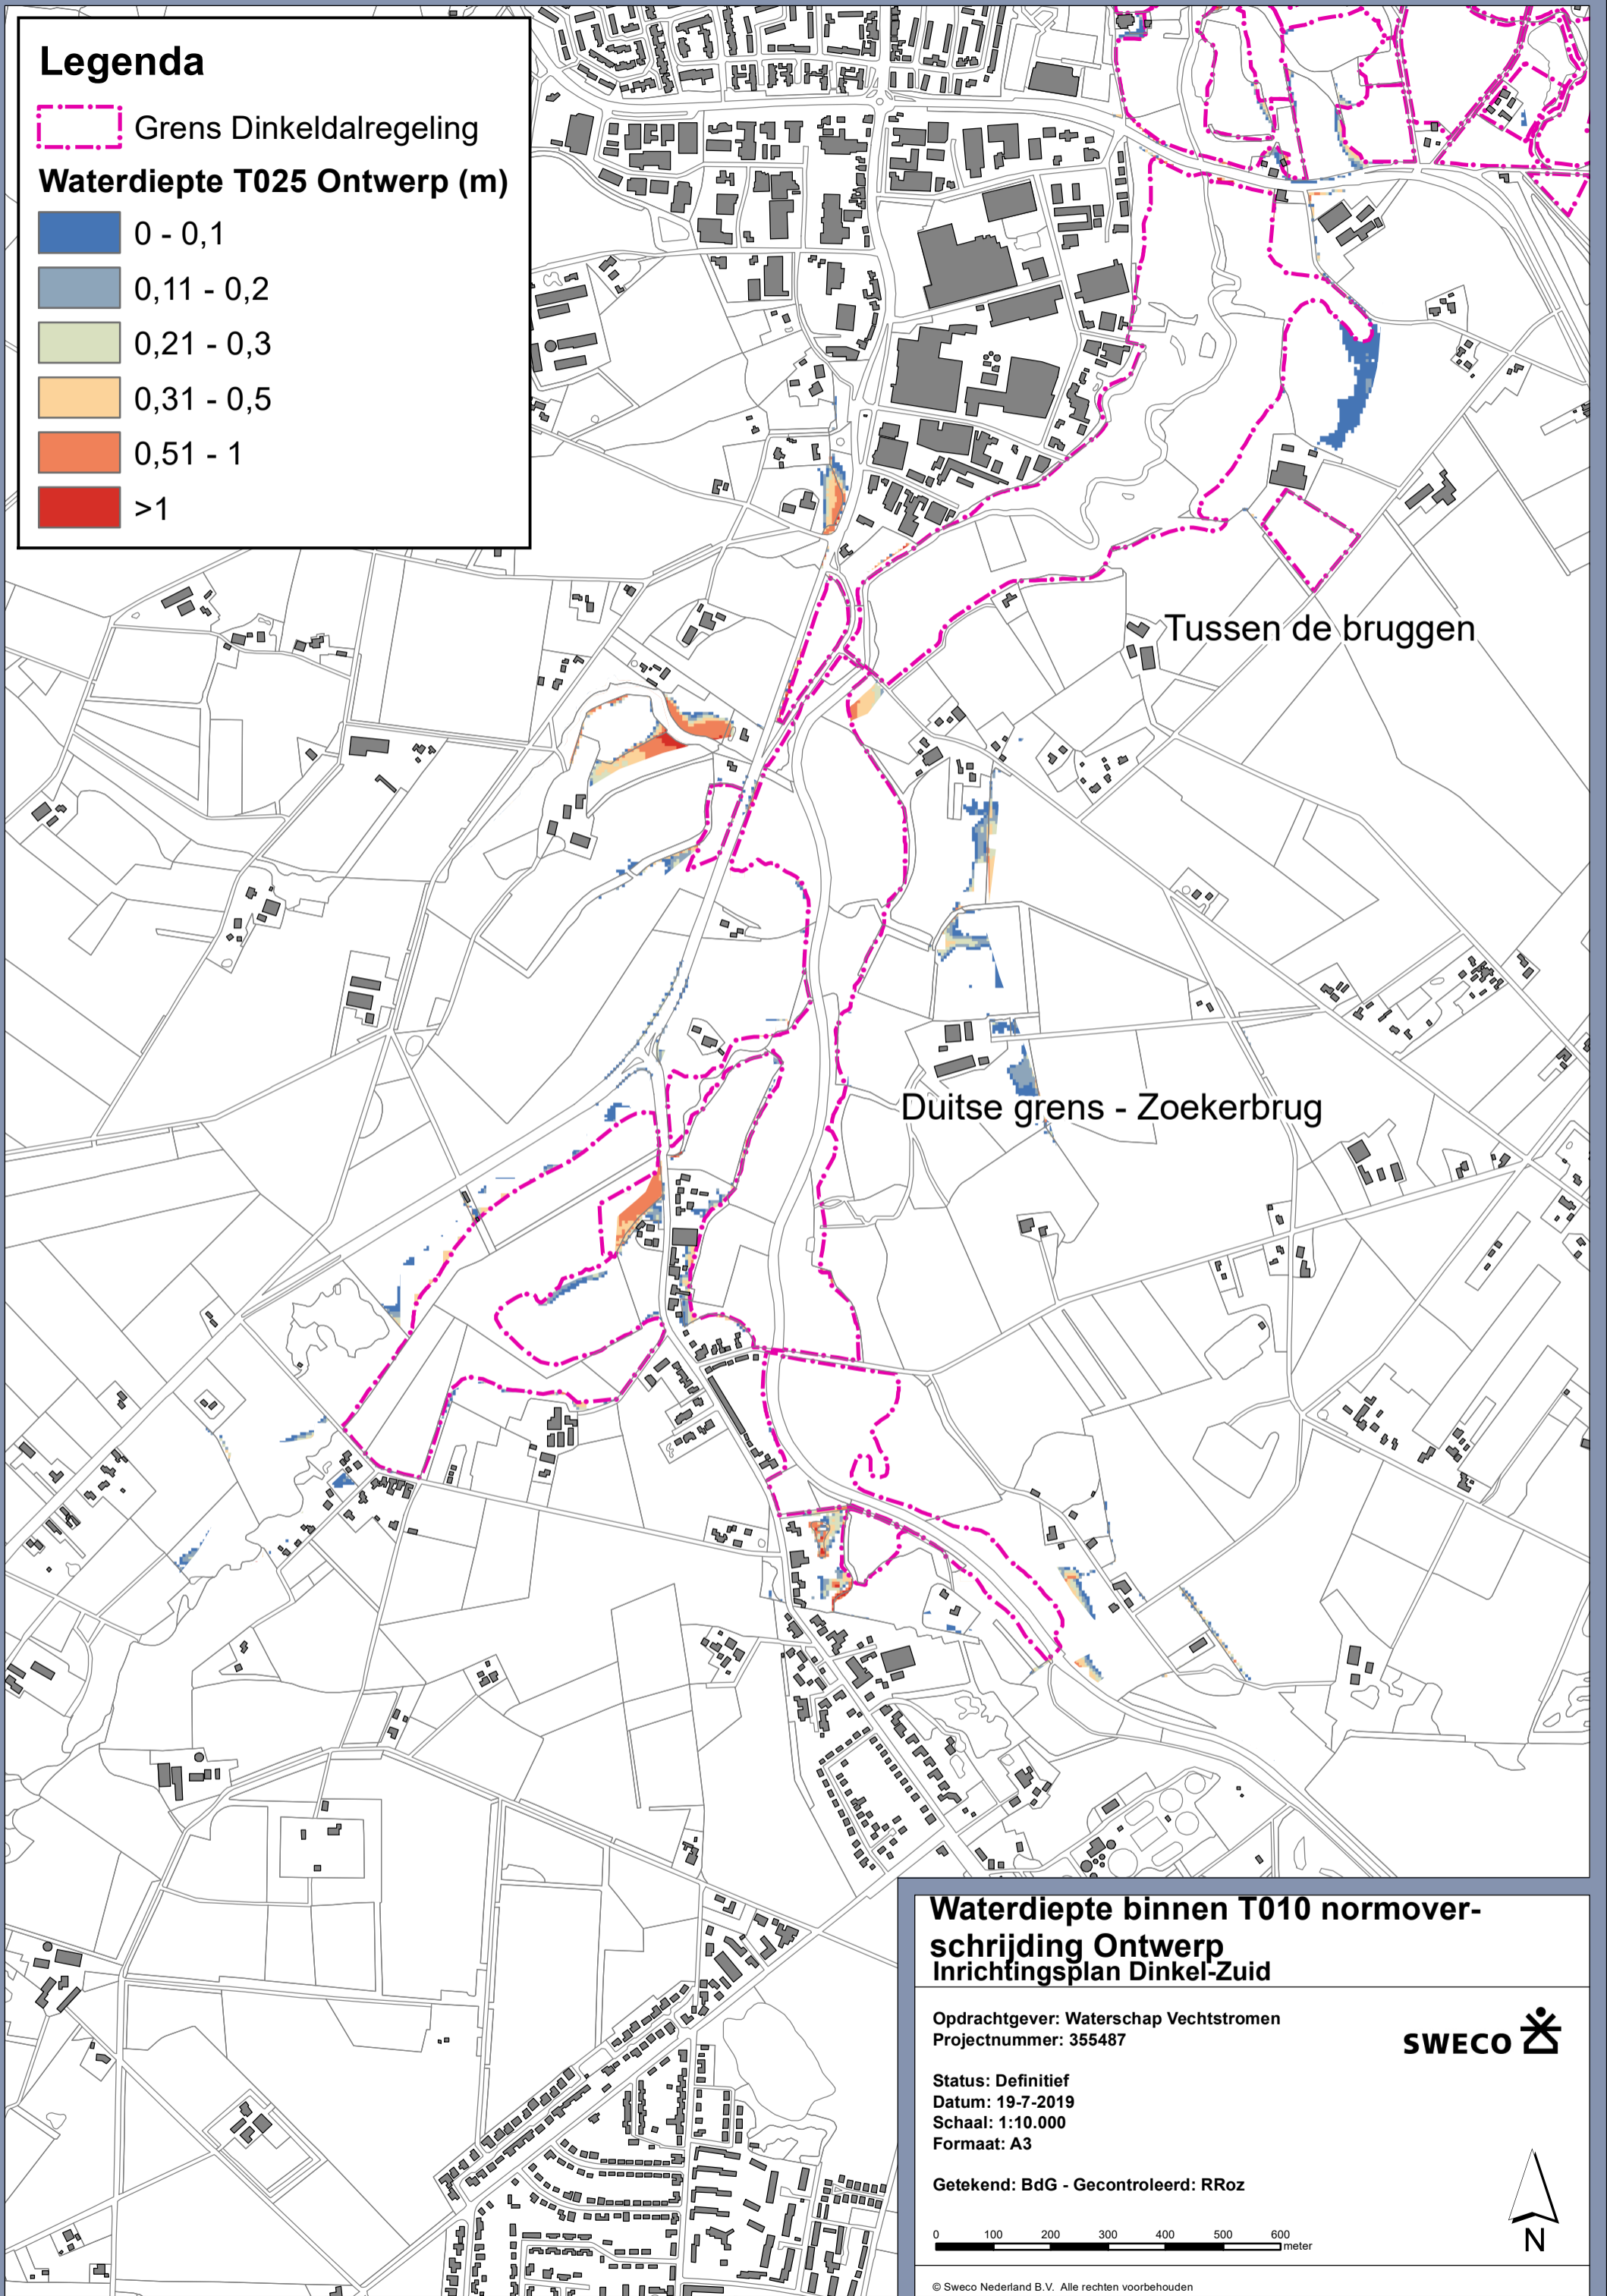 Legenda
Grens Dinkeldalregeling
Waterdiepte T025 Ontwerp (m)
0 - 0,1
0,11 - 0,2
0,21 - 0,3
0,31 - 0,5
0,51 - 1
>1
Tussen de bruggen
Duitse grens - Zoekerbrug
Waterdiepte binnen T010 normover-
schrijding Ontwerp
Inrichtingsplan Dinkel-Zuid
Opdrachtgever: Waterschap Vechtstromen
Projectnummer: 355487
SWECO
Status: Definitief
Datum: 19-7-2019
Schaal: 1:10.000
Formaat: A3
Getekend: BdG - Gecontroleerd: RRoz
0 100 200 300 400 500 600
meter
N
© Sweco Nederland B.V. Alle rechten voorbehouden